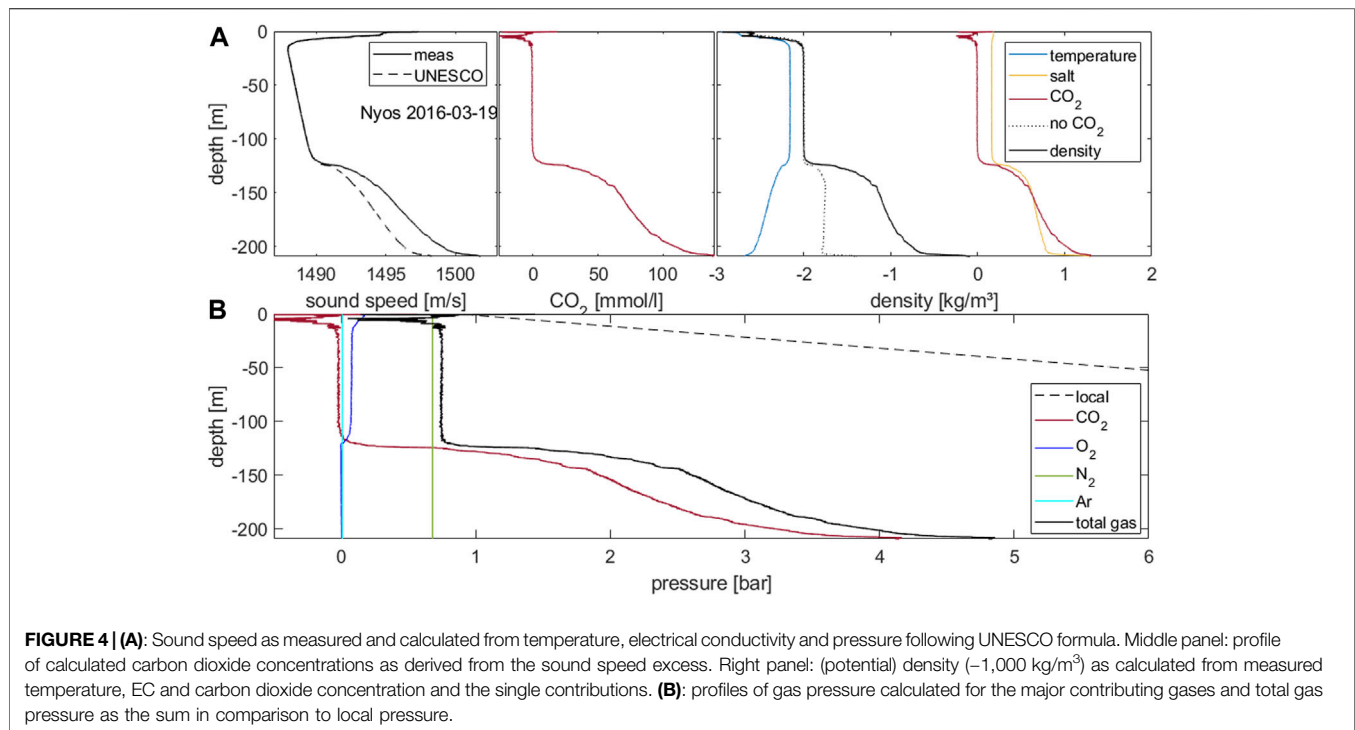 A
0
-50
-100
-150
-200
depth [m]
meas
UNESCO
Nyos 2016-03-19
1490 1495 1500
sound speed [m/s]
0 50 100
CO2 [mmol/l]
temperature
salt
CO2
no CO2
density
-3 -2 -1 0 1 2
density [kg/m³]
B
0
-50
-100
-150
-200
depth [m]
local
CO2
O2
N2
Ar
total gas
0 1 2 3 4 5 6
pressure [bar]
FIGURE 4 | (A): Sound speed as measured and calculated from temperature, electrical conductivity and pressure following UNESCO formula. Middle panel: profile
of calculated carbon dioxide concentrations as derived from the sound speed excess. Right panel: (potential) density (−1,000 kg/m³) as calculated from measured
temperature, EC and carbon dioxide concentration and the single contributions. (B): profiles of gas pressure calculated for the major contributing gases and total gas
pressure as the sum in comparison to local pressure.